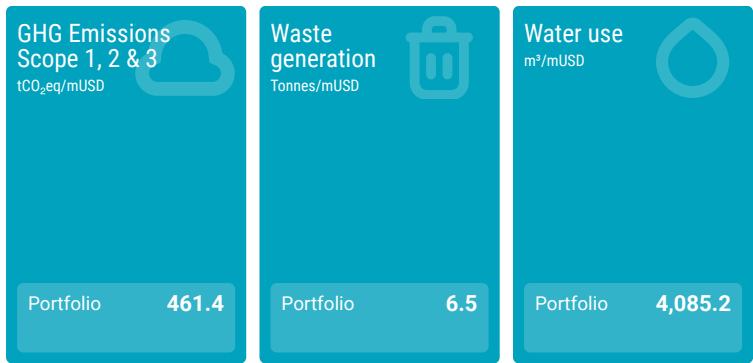 GHG Emissions
Scope 1, 2 & 3
tCO₂eq/mUSD
Portfolio 461.4
Waste
generation
Tonnes/mUSD
Portfolio 6.5
Water use
m³/mUSD
Portfolio 4,085.2